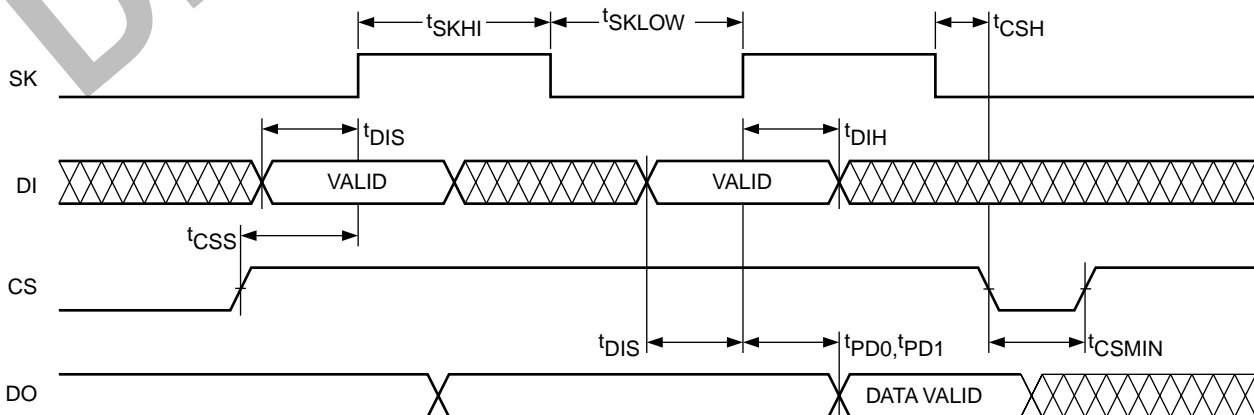 tSKHI tSKLOW tCSH
SK
tDIS tDIH
DI VALID VALID
tCSS
CS
tDIS tPD0,tPD1 tCSMIN
DO DATA VALID